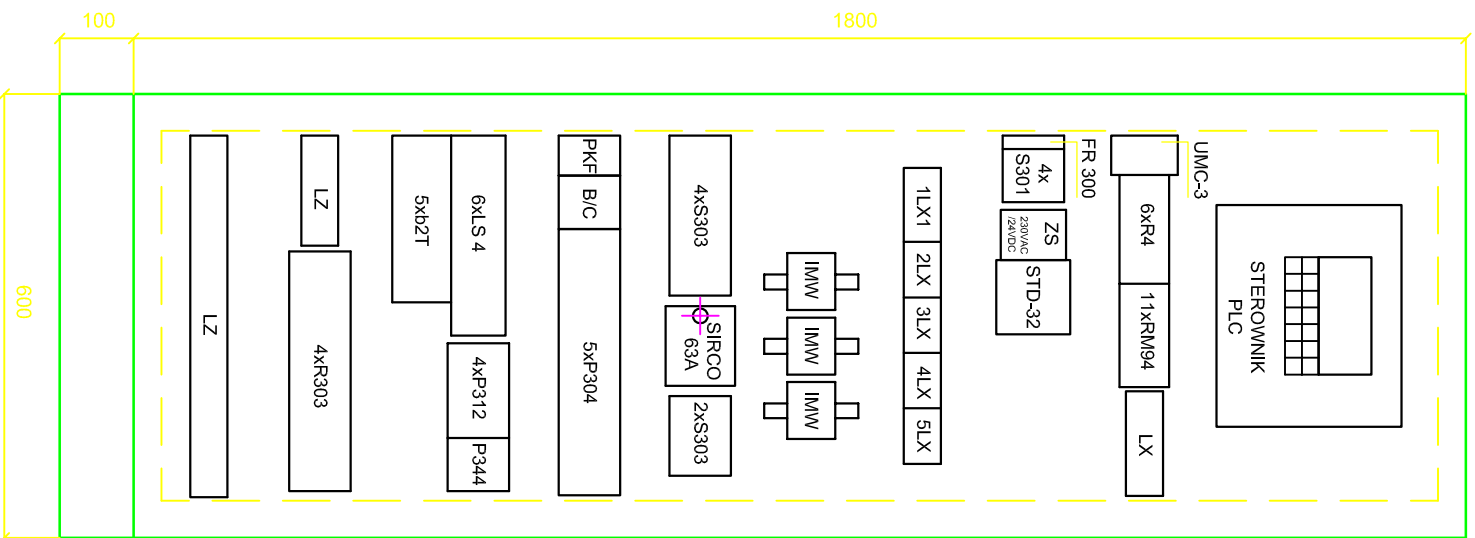 100
1800
600
LZ
LZ
4xR303
5xb2T
6xLS 4
4xP312
P344
PKF
B/C
5xP304
4xS303
SIRCO
63A
2xS303
IMW
IMW
IMW
1LX1
2LX
3LX
4LX
5LX
FR 300
4x
S301
ZS
230VAC
/24VDC
STD-32
UMC-3
6xR4
11xRM94
LX
STEROWNIK
PLC